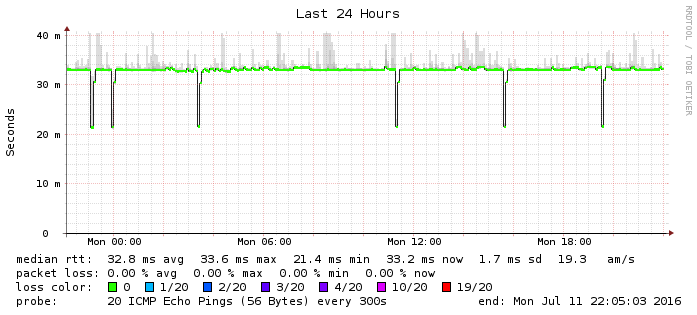 Last 24 Hours
RRDTOOL / TOBI OETIKER
Seconds
40 m
30 m
20 m
10 m
0
Mon 00:00 Mon 06:00 Mon 12:00 Mon 18:00
median rtt: 32.8 ms avg 33.6 ms max 21.4 ms min 33.2 ms now 1.7 ms sd 19.3 am/s
packet loss: 0.00 % avg 0.00 % max 0.00 % min 0.00 % now
loss color: 0 1/20 2/20 3/20 4/20 10/20 19/20
probe: 20 ICMP Echo Pings (56 Bytes) every 300s end: Mon Jul 11 22:05:03 2016